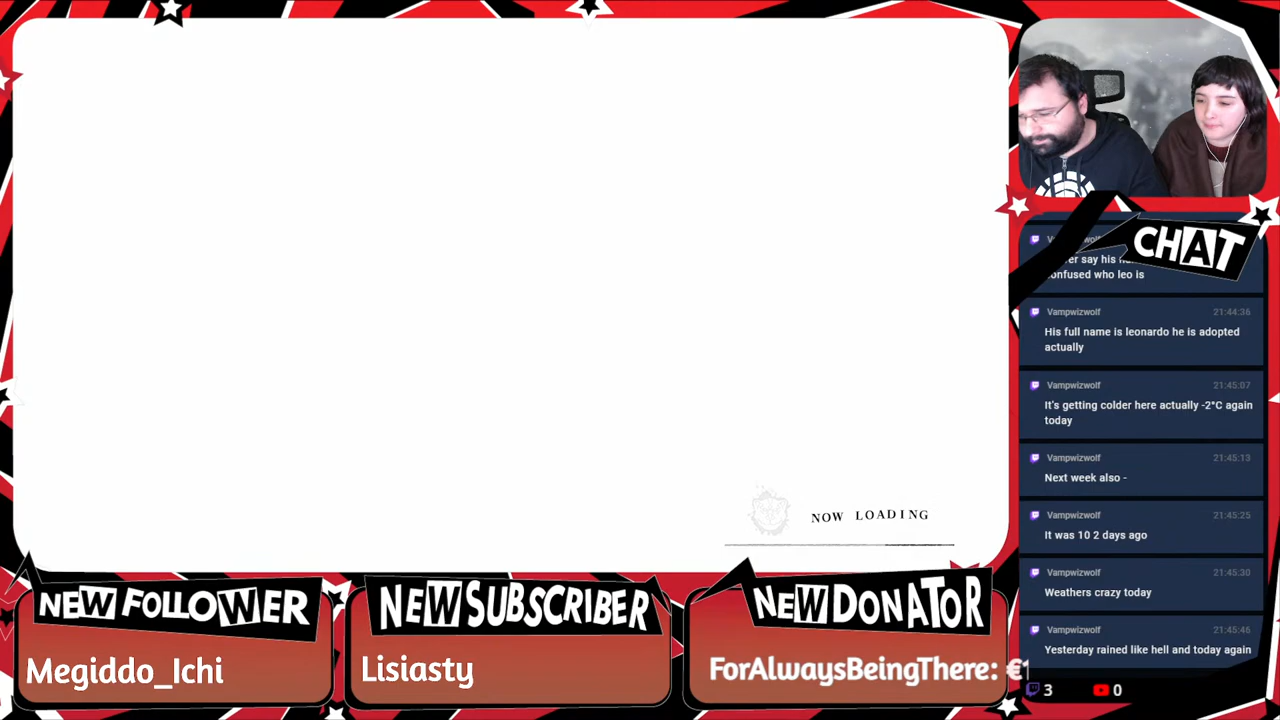 CHAT
confused who leo is
Vampwizwolf 21:44:36
His full name is leonardo he is adopted
actually
Vampwizwolf 21:45:07
It's getting colder here actually -2°C again
today
Vampwizwolf 21:45:13
Next week also -
Vampwizwolf 21:45:25
It was 10 2 days ago
Vampwizwolf 21:45:30
Weathers crazy today
Vampwizwolf 21:45:46
Yesterday rained like hell and today again
3 0
NOW LOADING
NEW FOLLOWER
Megiddo_Ichi
NEW SUBSCRIBER
Lisiasty
NEW DONATOR
ForAlwaysBeingThere: €1